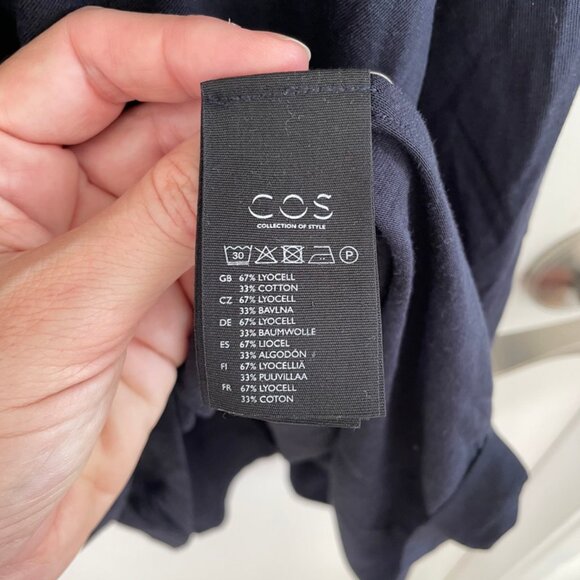 COS
COLLECTION OF STYLE
30 P
GB 67% LYOCELL
33% COTTON
CZ 67% LYOCELL
33% BAVLNA
DE 67% LYOCELL
33% BAUMWOLLE
ES 67% LIOCEL
33% ALGODÓN
FI 67% LYOCELLIÄ
33% PUUVILLAA
FR 67% LYOCELL
33% COTON